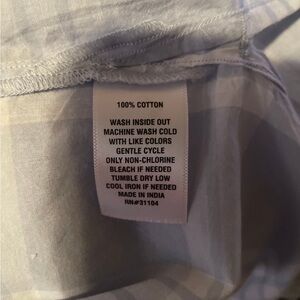 100% COTTON
WASH INSIDE OUT
MACHINE WASH COLD
WITH LIKE COLORS
GENTLE CYCLE
ONLY NON-CHLORINE
BLEACH IF NEEDED
TUMBLE DRY LOW
COOL IRON IF NEEDED
MADE IN INDIA
RN#31104